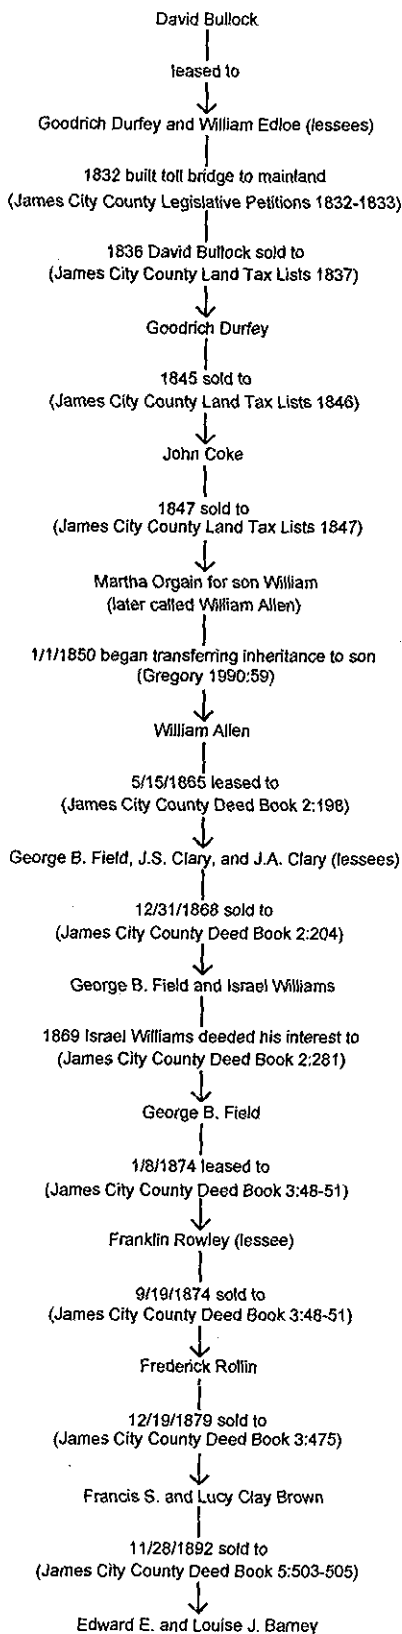 David Bullock
leased to
Goodrich Durfey and William Edloe (lessees)
1832 built toll bridge to mainland
(James City County Legislative Petitions 1832-1833)
1836 David Bullock sold to
(James City County Land Tax Lists 1837)
Goodrich Durfey
1845 sold to
(James City County Land Tax Lists 1846)
John Coke
1847 sold to
(James City County Land Tax Lists 1847)
Martha Orgain for son William
(later called William Allen)
1/1/1850 began transferring inheritance to son
(Gregory 1990:59)
William Allen
5/15/1865 leased to
(James City County Deed Book 2:198)
George B. Field, J.S. Clary, and J.A. Clary (lessees)
12/31/1868 sold to
(James City County Deed Book 2:204)
George B. Field and Israel Williams
1869 Israel Williams deeded his interest to
(James City County Deed Book 2:281)
George B. Field
1/8/1874 leased to
(James City County Deed Book 3:48-51)
Franklin Rowley (lessee)
9/19/1874 sold to
(James City County Deed Book 3:48-51)
Frederick Rollin
12/19/1879 sold to
(James City County Deed Book 3:475)
Francis S. and Lucy Clay Brown
11/28/1892 sold to
(James City County Deed Book 5:503-505)
Edward E. and Louise J. Barney